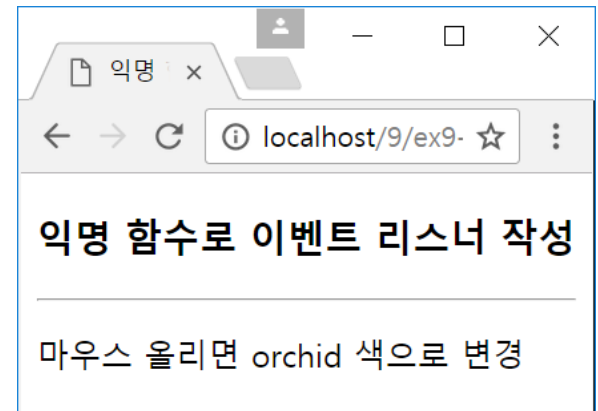 익명
localhost/9/ex9-
익명 함수로 이벤트 리스너 작성
마우스 올리면 orchid 색으로 변경